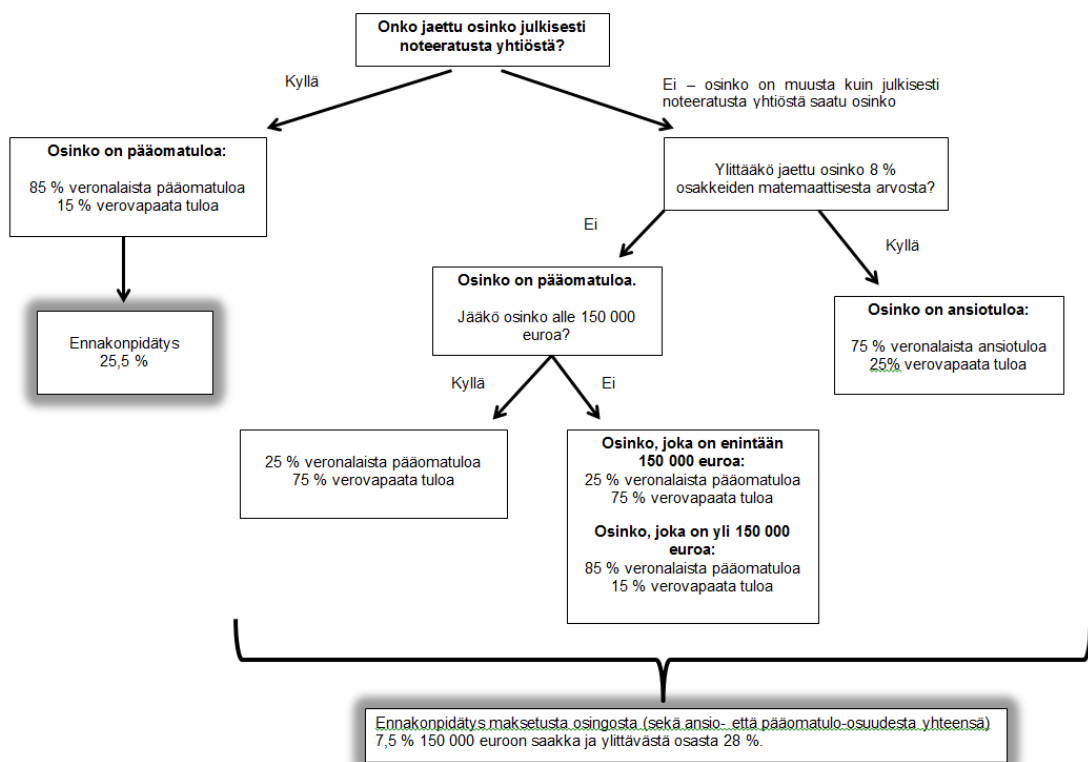 Onko jaettu osinko julkisesti
noteeratusta yhtiöstä?
Kyllä
Ei – osinko on muusta kuin julkisesti
noteeratusta yhtiöstä saatu osinko
Osinko on pääomatuloa:
85 % veronalaista pääomatuloa
15 % verovapaata tuloa
Ylittääkö jaettu osinko 8 %
osakkeiden matemaattisesta arvosta?
Ei
Kyllä
Ennakonpidätys
25,5 %
Osinko on pääomatuloa.
Jääkö osinko alle 150 000
euroa?
Osinko on ansiotuloa:
75 % veronalaista ansiotuloa
25% verovapaata tuloa
Kyllä
Ei
25 % veronalaista pääomatuloa
75 % verovapaata tuloa
Osinko, joka on enintään
150 000 euroa:
25 % veronalaista pääomatuloa
75 % verovapaata tuloa
Osinko, joka on yli 150 000
euroa:
85 % veronalaista pääomatuloa
15 % verovapaata tuloa
Ennakonpidätys maksetusta osingosta (sekä ansio- että pääomatulo-osuudesta yhteensä)
7,5 % 150 000 euroon saakka ja ylittävästä osasta 28 %.